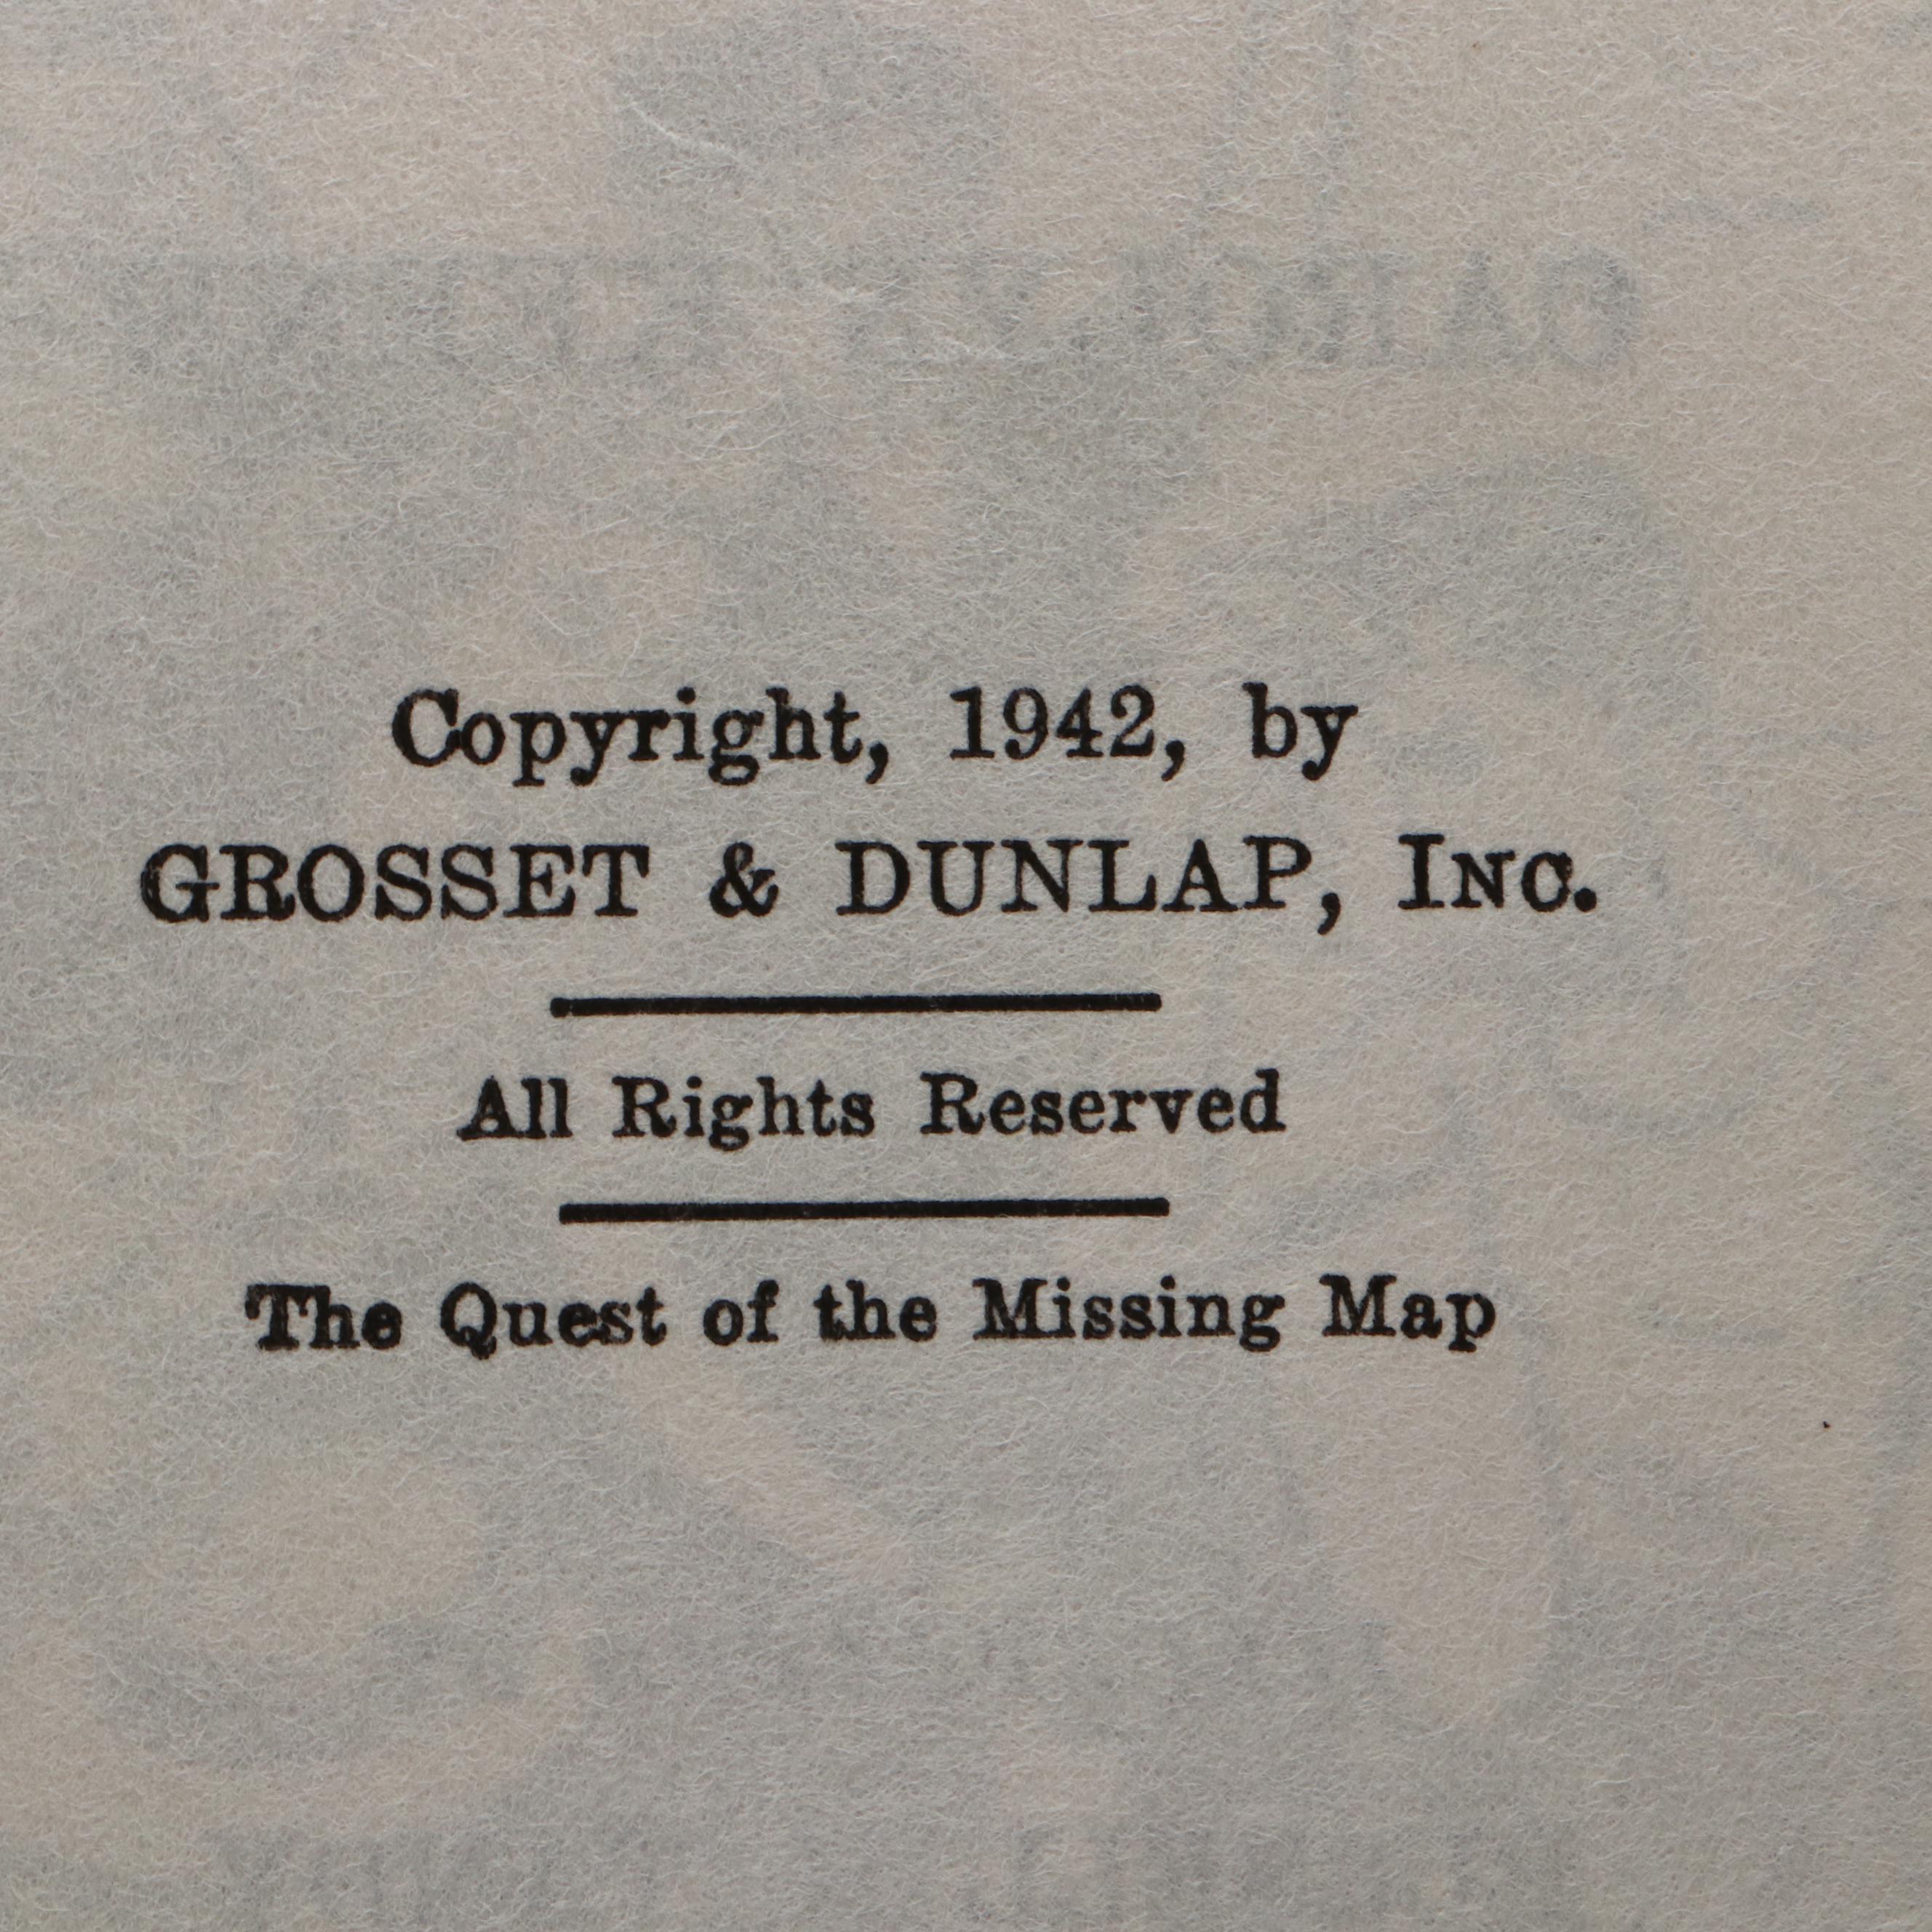 Copyright, 1942, by
GROSSET & DUNLAP, INC.
All Rights Reserved
The Quest of the Missing Map